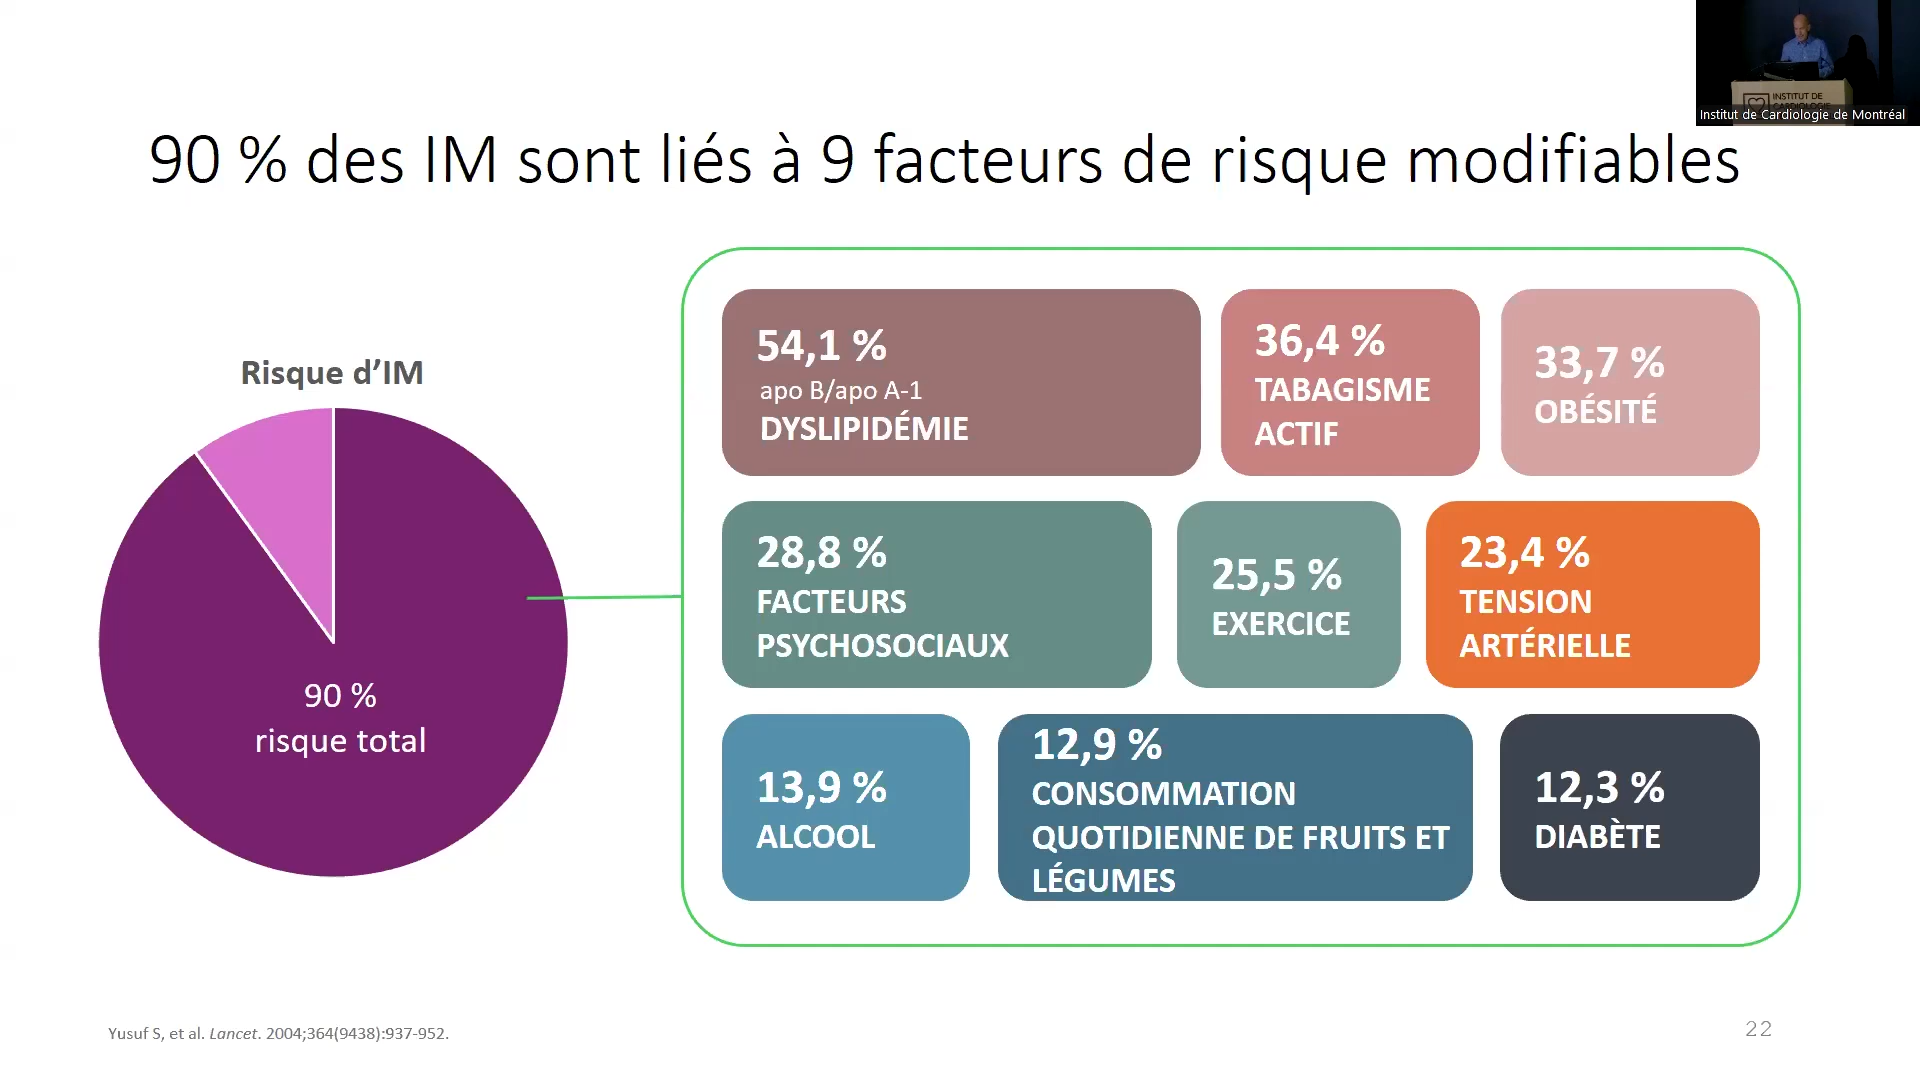 INSTITUT DE
CARDIOLOGIE
Institut de Cardiologie de Montréal
90 % des IM sont liés à 9 facteurs de risque modifiables
Risque d’IM
90 %
risque total
54,1 %
apo B/apo A-1
DYSLIPIDÉMIE
36,4 %
TABAGISME
ACTIF
33,7 %
OBÉSITÉ
28,8 %
FACTEURS
PSYCHOSOCIAUX
25,5 %
EXERCICE
23,4 %
TENSION
ARTÉRIELLE
13,9 %
ALCOOL
12,9 %
CONSOMMATION
QUOTIDIENNE DE FRUITS ET
LÉGUMES
12,3 %
DIABÈTE
Yusuf S, et al. Lancet. 2004;364(9438):937-952.
22